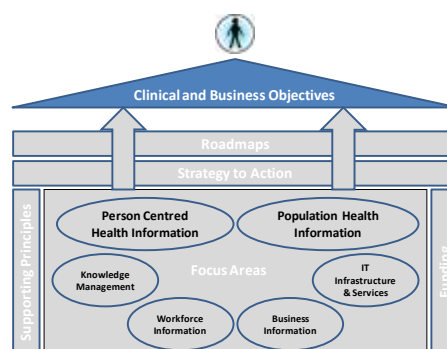 Clinical and Business Objectives
Roadmaps
Strategy to Action
Supporting Principles
Person Centred
Health Information
Population Health
Information
Focus Areas
Knowledge
Management
IT
Infrastructure
& Services
Workforce
Information
Business
Information
Funding